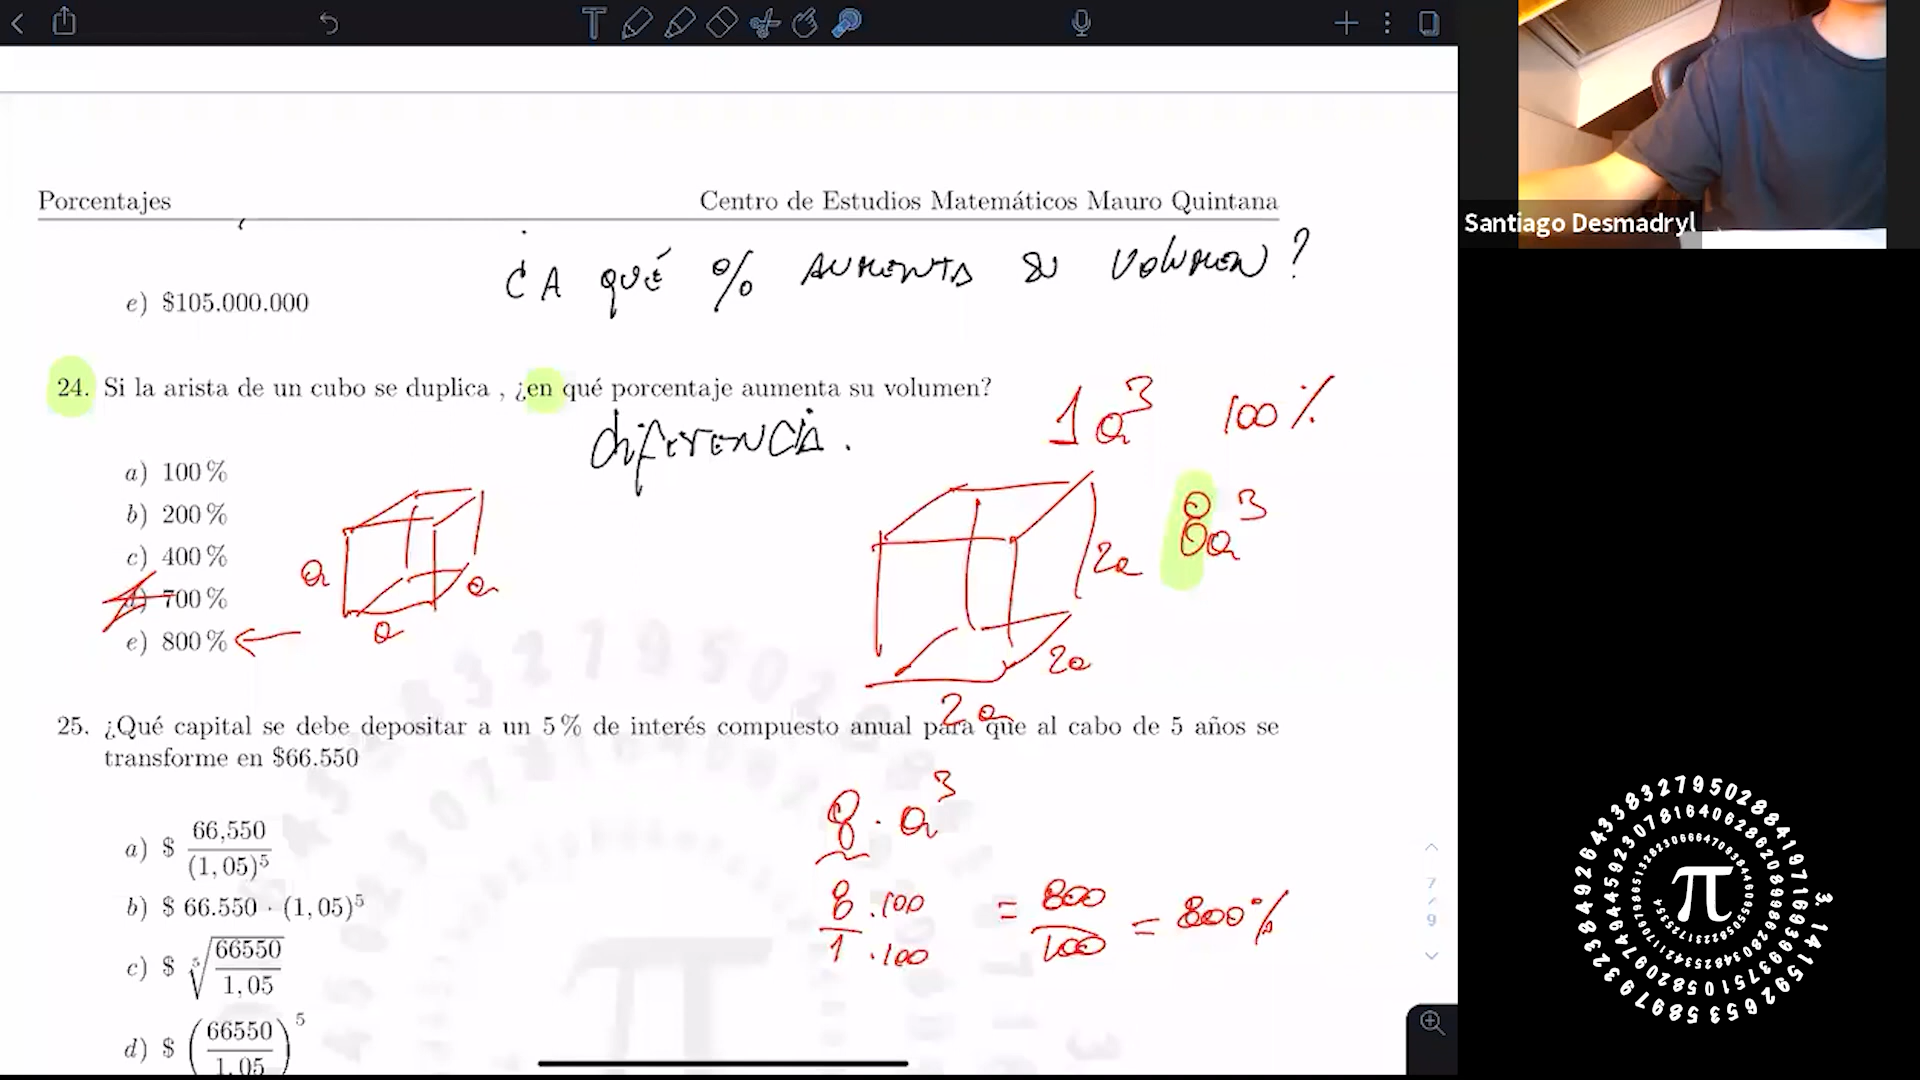 Porcentajes
Centro de Estudios Matemáticos Mauro Quintana
¿A QUÉ % AUMENTA SU VOLUMEN?
e) $105.000.000
24. Si la arista de un cubo se duplica , ¿en qué porcentaje aumenta su volumen?
DIFERENCIA.
1a³ 100%
a) 100 %
b) 200 %
c) 400 %
d) 700 %
e) 800 %
a
a
a
8a³
2a
2a
2a
25. ¿Qué capital se debe depositar a un 5 % de interés compuesto anual para que al cabo de 5 años se
transforme en $66.550
a) $ 66,550 / (1, 05)⁵
b) $ 66.550 · (1, 05)⁵
c) $ ⁵√(66550 / 1, 05)
d) $ (66550 / 1, 05)⁵
8 · a³
8 · 100 / 1 · 100 = 800 / 100 = 800%
7
/
9
Santiago Desmadryl
π